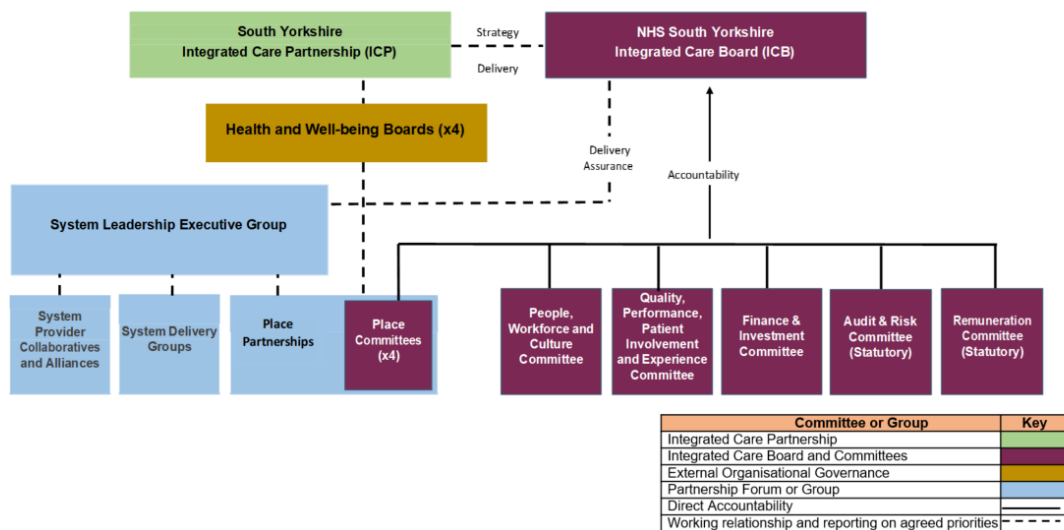 South Yorkshire
Integrated Care Partnership (ICP)
Strategy
Delivery
NHS South Yorkshire
Integrated Care Board (ICB)
Health and Well-being Boards (x4)
Delivery
Assurance
Accountability
System Leadership Executive Group
System
Provider
Collaboratives
and Alliances
System Delivery
Groups
Place
Partnerships
Place
Committees
(x4)
People,
Workforce and
Culture
Committee
Quality,
Performance,
Patient
Involvement
and Experience
Committee
Finance &
Investment
Committee
Audit & Risk
Committee
(Statutory)
Remuneration
Committee
(Statutory)
Committee or Group Key
Integrated Care Partnership
Integrated Care Board and Committees
External Organisational Governance
Partnership Forum or Group
Direct Accountability
Working relationship and reporting on agreed priorities